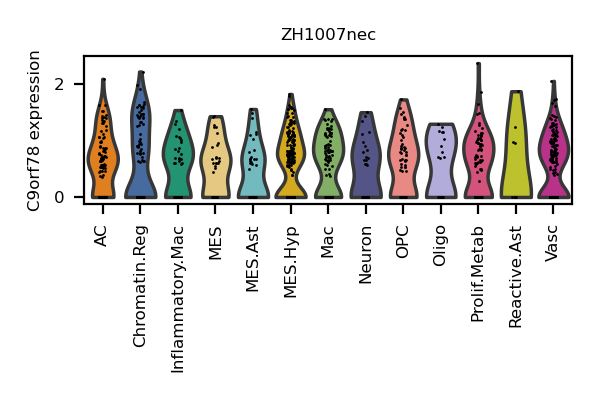 ZH1007nec
C9orf78 expression
2
0
AC
Chromatin.Reg
Inflammatory.Mac
MES
MES.Ast
MES.Hyp
Mac
Neuron
OPC
Oligo
Prolif.Metab
Reactive.Ast
Vasc